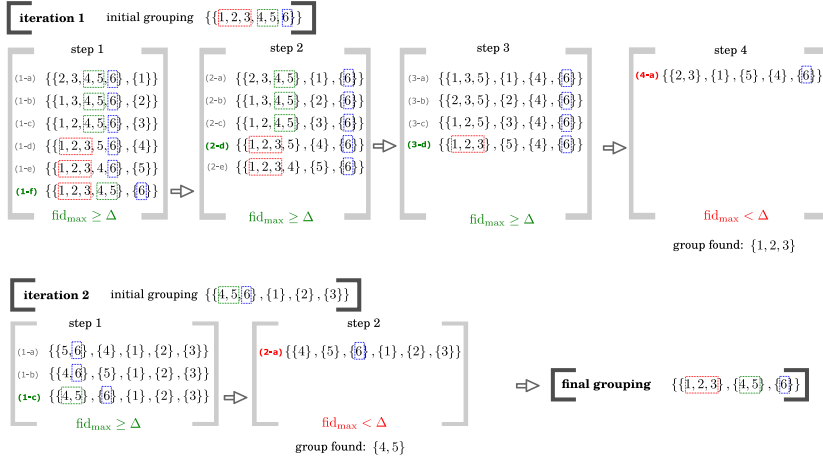 iteration 1 initial grouping {{1, 2, 3, 4, 5, 6}}
step 1
(1-a) {{2, 3, 4, 5, 6} , {1}}
(1-b) {{1, 3, 4, 5, 6} , {2}}
(1-c) {{1, 2, 4, 5, 6} , {3}}
(1-d) {{1, 2, 3, 5, 6} , {4}}
(1-e) {{1, 2, 3, 4, 6} , {5}}
(1-f) {{1, 2, 3, 4, 5} , {6}}
fid_max ≥ Δ
step 2
(2-a) {{2, 3, 4, 5} , {1} , {6}}
(2-b) {{1, 3, 4, 5} , {2} , {6}}
(2-c) {{1, 2, 4, 5} , {3} , {6}}
(2-d) {{1, 2, 3, 5} , {4} , {6}}
(2-e) {{1, 2, 3, 4} , {5} , {6}}
fid_max ≥ Δ
step 3
(3-a) {{1, 3, 5} , {1} , {4} , {6}}
(3-b) {{2, 3, 5} , {2} , {4} , {6}}
(3-c) {{1, 2, 5} , {3} , {4} , {6}}
(3-d) {{1, 2, 3} , {5} , {4} , {6}}
fid_max ≥ Δ
step 4
(4-a) {{2, 3} , {1} , {5} , {4} , {6}}
fid_max < Δ
group found: {1, 2, 3}
iteration 2 initial grouping {{4, 5, 6} , {1} , {2} , {3}}
step 1
(1-a) {{5, 6} , {4} , {1} , {2} , {3}}
(1-b) {{4, 6} , {5} , {1} , {2} , {3}}
(1-c) {{4, 5} , {6} , {1} , {2} , {3}}
fid_max ≥ Δ
step 2
(2-a) {{4} , {5} , {6} , {1} , {2} , {3}}
fid_max < Δ
group found: {4, 5}
final grouping {{1, 2, 3} , {4, 5} , {6}}